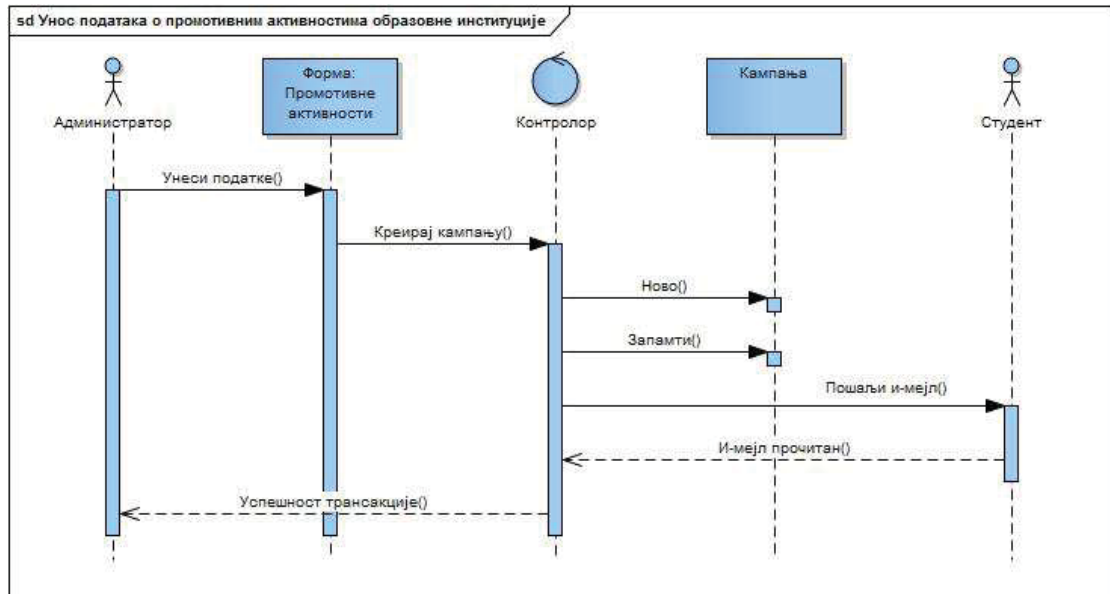 sd Унос података о промотивним активностима образовне институције
Форма:
Промотивне
активности
Кампања
Администратор
Контролор
Студент
Унеси податке()
Креирај кампању()
Ново()
Запамти()
Пошаљи и-мејл()
И-мејл прочитан()
Успешност трансакције()